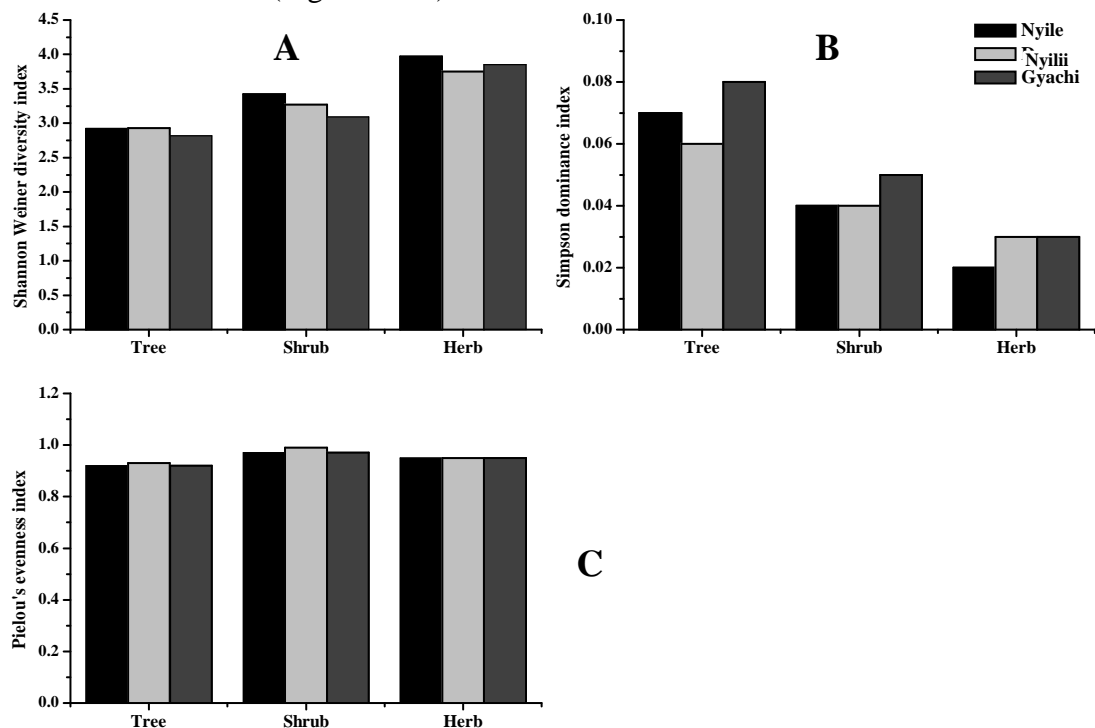 A
Shannon Weiner diversity index
4.5
4.0
3.5
3.0
2.5
2.0
1.5
1.0
0.5
0.0
Tree Shrub Herb
B
Simpson dominance index
0.10
0.08
0.06
0.04
0.02
0.00
Tree Shrub Herb
Nyile
Nyilii
Gyachi
Pielou's evenness index
1.2
1.0
0.8
0.6
0.4
0.2
0.0
Tree Shrub Herb
C